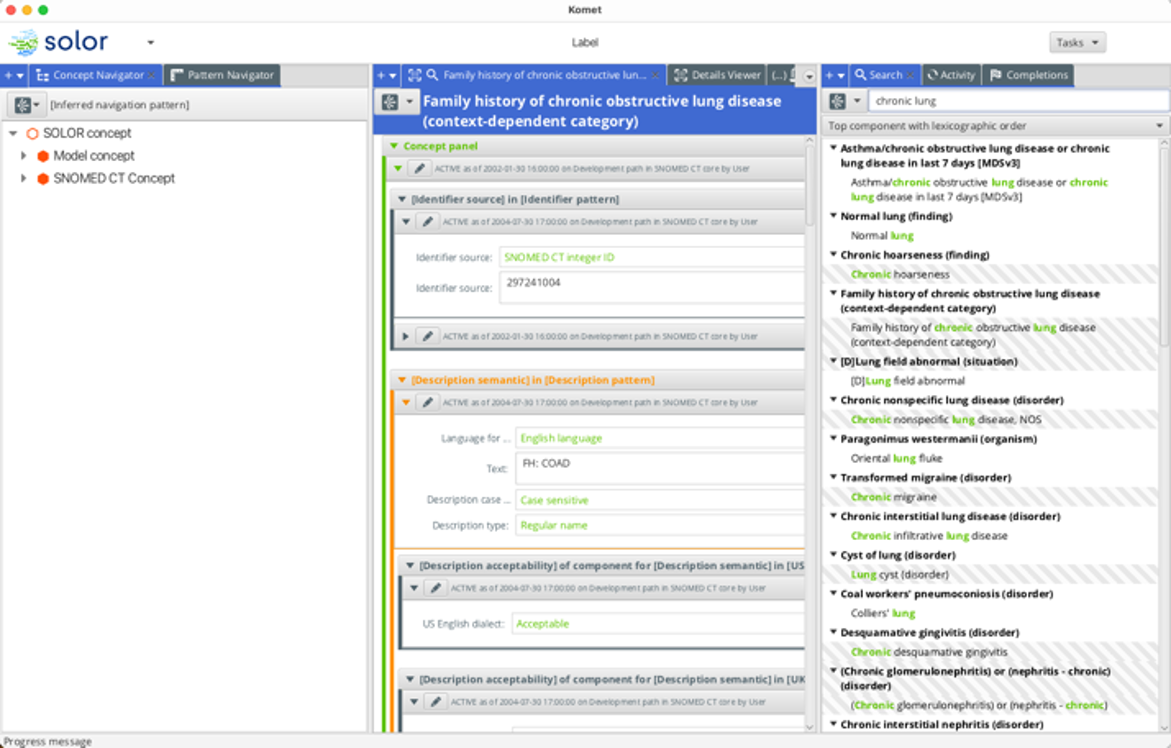 Komet
solor
Label
Tasks
Concept Navigator
Pattern Navigator
[Inferred navigation pattern]
SOLOR concept
Model concept
SNOMED CT Concept
Family history of chronic obstructive lun...
Details Viewer
(...)
Family history of chronic obstructive lung disease
(context-dependent category)
Concept panel
ACTIVE as of 2002-01-30 16:00:00 on Development path in SNOMED CT core by User
[Identifier source] in [Identifier pattern]
ACTIVE as of 2004-07-30 17:00:00 on Development path in SNOMED CT core by User
Identifier source: SNOMED CT integer ID
Identifier source: 297241004
ACTIVE as of 2002-01-30 16:00:00 on Development path in SNOMED CT core by User
[Description semantic] in [Description pattern]
ACTIVE as of 2004-07-30 17:00:00 on Development path in SNOMED CT core by User
Language for ... English language
Text: FH: COAD
Description case ... Case sensitive
Description type: Regular name
[Description acceptability] of component for [Description semantic] in [US
ACTIVE as of 2004-07-30 17:00:00 on Development path in SNOMED CT core by User
US English dialect: Acceptable
[Description acceptability] of component for [Description semantic] in [UK
ACTIVE as of 2004-07-30 17:00:00 on Development path in SNOMED CT core by User
Search
Activity
Completions
chronic lung
Top component with lexicographic order
Asthma/chronic obstructive lung disease or chronic
lung disease in last 7 days [MDSv3]
Asthma/chronic obstructive lung disease or chronic
lung disease in last 7 days [MDSv3]
Normal lung (finding)
Normal lung
Chronic hoarseness (finding)
Chronic hoarseness
Family history of chronic obstructive lung disease
(context-dependent category)
Family history of chronic obstructive lung disease
(context-dependent category)
[D]Lung field abnormal (situation)
[D]Lung field abnormal
Chronic nonspecific lung disease (disorder)
Chronic nonspecific lung disease, NOS
Paragonimus westermanii (organism)
Oriental lung fluke
Transformed migraine (disorder)
Chronic migraine
Chronic interstitial lung disease (disorder)
Chronic infiltrative lung disease
Cyst of lung (disorder)
Lung cyst (disorder)
Coal workers' pneumoconiosis (disorder)
Colliers' lung
Desquamative gingivitis (disorder)
Chronic desquamative gingivitis
(Chronic glomerulonephritis) or (nephritis - chronic)
(disorder)
(Chronic glomerulonephritis) or (nephritis - chronic)
Chronic interstitial nephritis (disorder)
Progress message